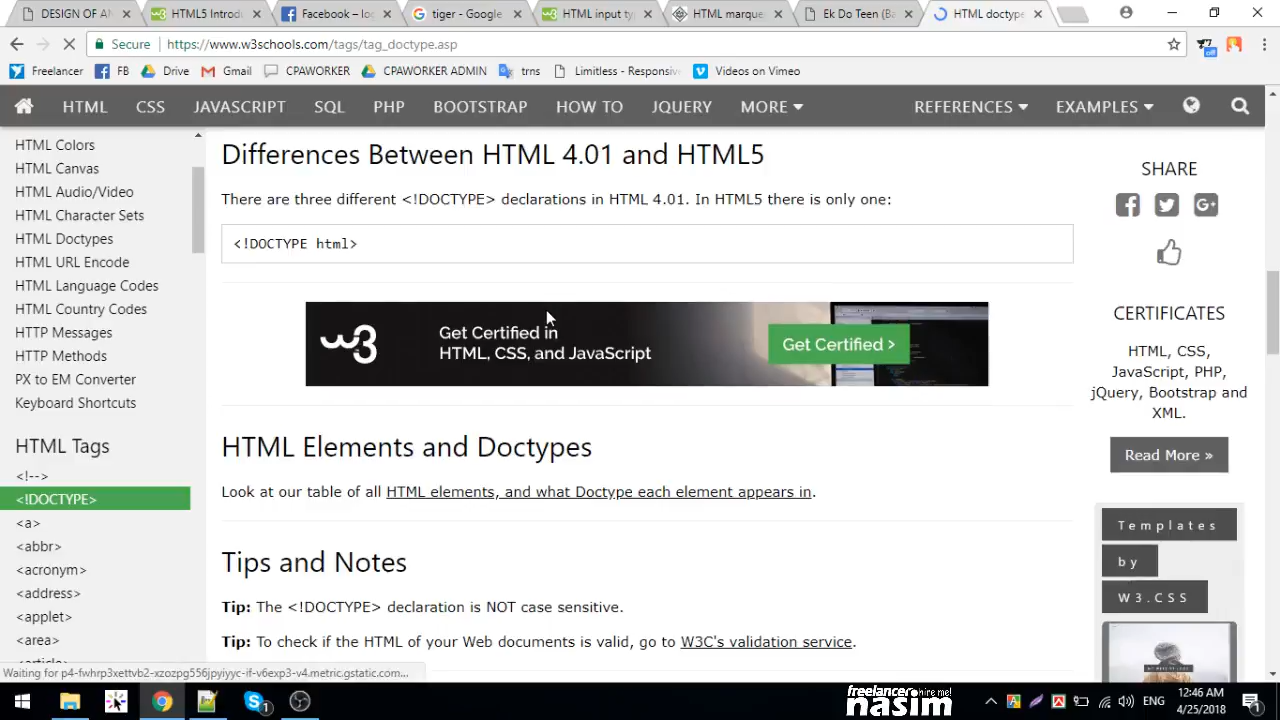 DESIGN OF AN
HTML5 Introdu
Facebook – lo
tiger - Google
HTML input ty
HTML marque
Ek Do Teen (Ba
HTML doctype
Secure
https://www.w3schools.com/tags/tag_doctype.asp
off
Freelancer
FB
Drive
Gmail
CPAWORKER
CPAWORKER ADMIN
trns
Limitless - Responsiv
Videos on Vimeo
HTML CSS JAVASCRIPT SQL PHP BOOTSTRAP HOW TO JQUERY MORE REFERENCES EXAMPLES
HTML Colors
HTML Canvas
HTML Audio/Video
HTML Character Sets
HTML Doctypes
HTML URL Encode
HTML Language Codes
HTML Country Codes
HTTP Messages
HTTP Methods
PX to EM Converter
Keyboard Shortcuts
HTML Tags
<!-->
<!DOCTYPE>
<a>
<abbr>
<acronym>
<address>
<applet>
<area>
<article>
Differences Between HTML 4.01 and HTML5
There are three different <!DOCTYPE> declarations in HTML 4.01. In HTML5 there is only one:
<!DOCTYPE html>
w3
Get Certified in
HTML, CSS, and JavaScript
Get Certified >
HTML Elements and Doctypes
Look at our table of all HTML elements, and what Doctype each element appears in.
Tips and Notes
Tip: The <!DOCTYPE> declaration is NOT case sensitive.
Tip: To check if the HTML of your Web documents is valid, go to W3C's validation service.
SHARE
CERTIFICATES
HTML, CSS,
JavaScript, PHP,
jQuery, Bootstrap and
XML.
Read More »
Templates
by
W3.CSS
Waiting for p4-fwhrp3xettvb2-xzozpg556jpyiyyc-if-v6exp3-v4.metric.gstatic.com...
freelancer hire me!
nasim
ENG
12:46 AM
4/25/2018